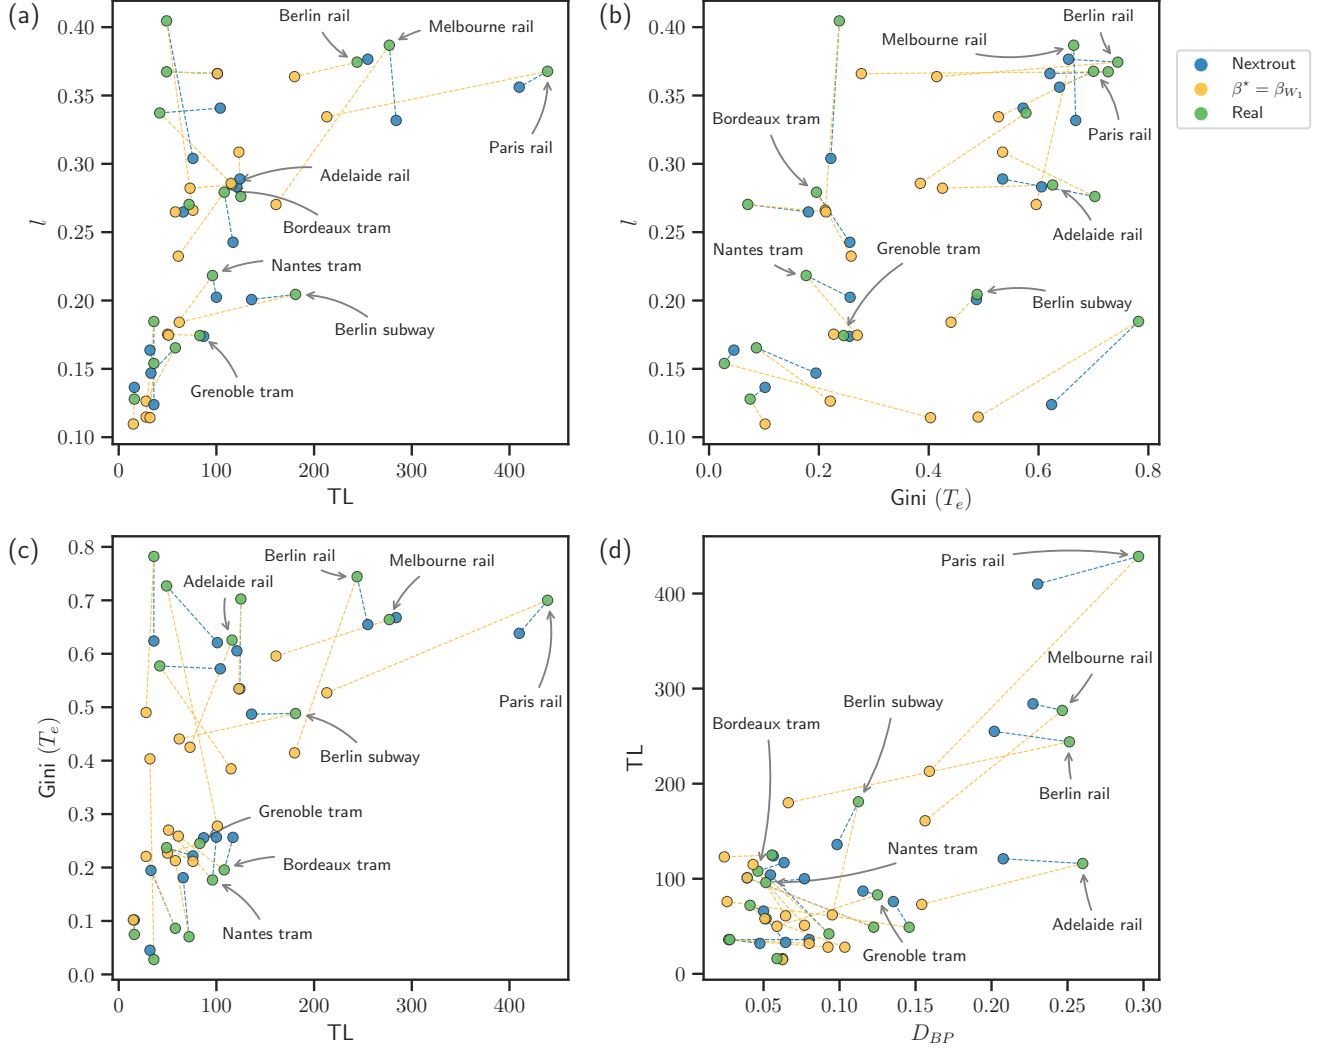 (a)
0.40
0.35
0.30
0.25
0.20
0.15
0.10
l
0
100
200
300
400
TL
Berlin rail
Melbourne rail
Paris rail
Adelaide rail
Bordeaux tram
Nantes tram
Berlin subway
Grenoble tram
(b)
0.40
0.35
0.30
0.25
0.20
0.15
0.10
l
0.0
0.2
0.4
0.6
0.8
Gini (T_e)
Berlin rail
Melbourne rail
Paris rail
Bordeaux tram
Adelaide rail
Nantes tram
Grenoble tram
Berlin subway
Nextrout
β* = β_{W_1}
Real
(c)
0.8
0.7
0.6
0.5
0.4
0.3
0.2
0.1
0.0
Gini (T_e)
0
100
200
300
400
TL
Berlin rail
Melbourne rail
Adelaide rail
Paris rail
Berlin subway
Grenoble tram
Bordeaux tram
Nantes tram
(d)
400
300
200
100
0
TL
0.05
0.10
0.15
0.20
0.25
0.30
D_{BP}
Paris rail
Melbourne rail
Berlin subway
Bordeaux tram
Berlin rail
Nantes tram
Adelaide rail
Grenoble tram